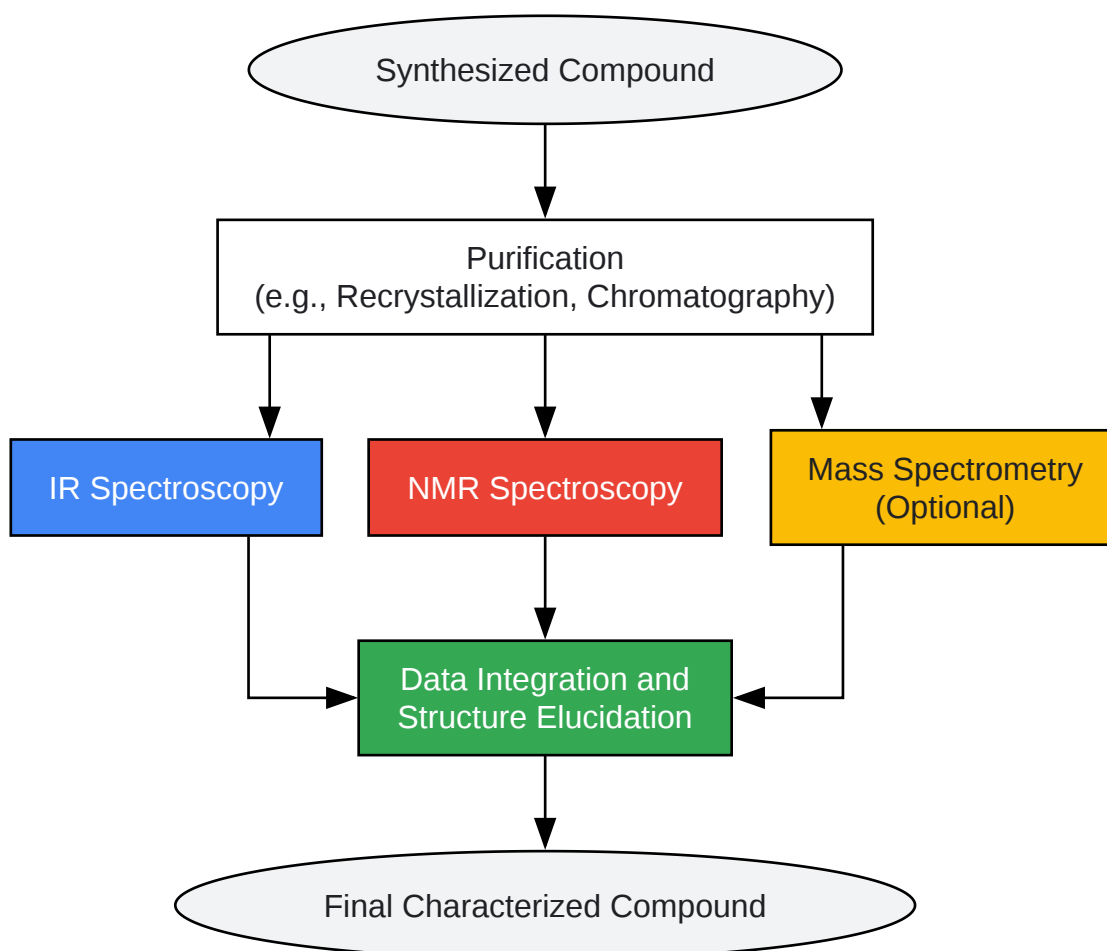 Synthesized Compound
Purification
(e.g., Recrystallization, Chromatography)
IR Spectroscopy
NMR Spectroscopy
Mass Spectrometry
(Optional)
Data Integration and
Structure Elucidation
Final Characterized Compound